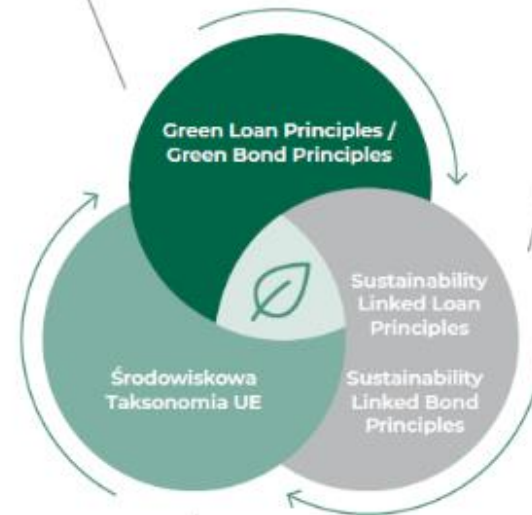 Green Loan Principles /
Green Bond Principles
Sustainability
Linked Loan
Principles
Sustainability
Linked Bond
Principles
Środowiskowa
Taksonomia UE